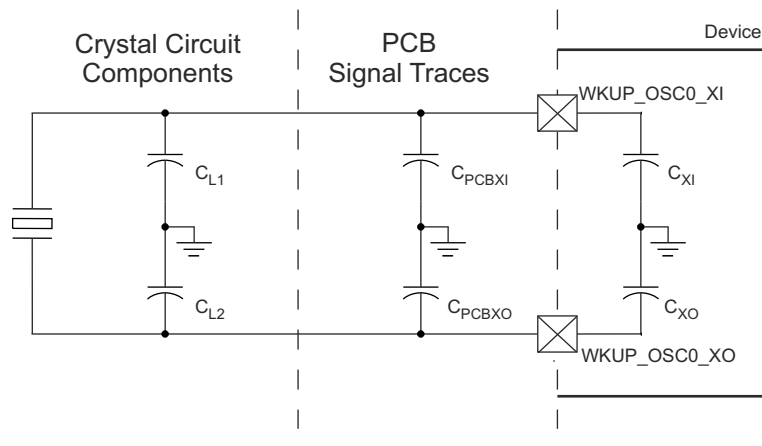 Crystal Circuit
Components
PCB
Signal Traces
Device
WKUP_OSC0_XI
CL1
CPCBXI
CXI
CL2
CPCBXO
CXO
WKUP_OSC0_XO